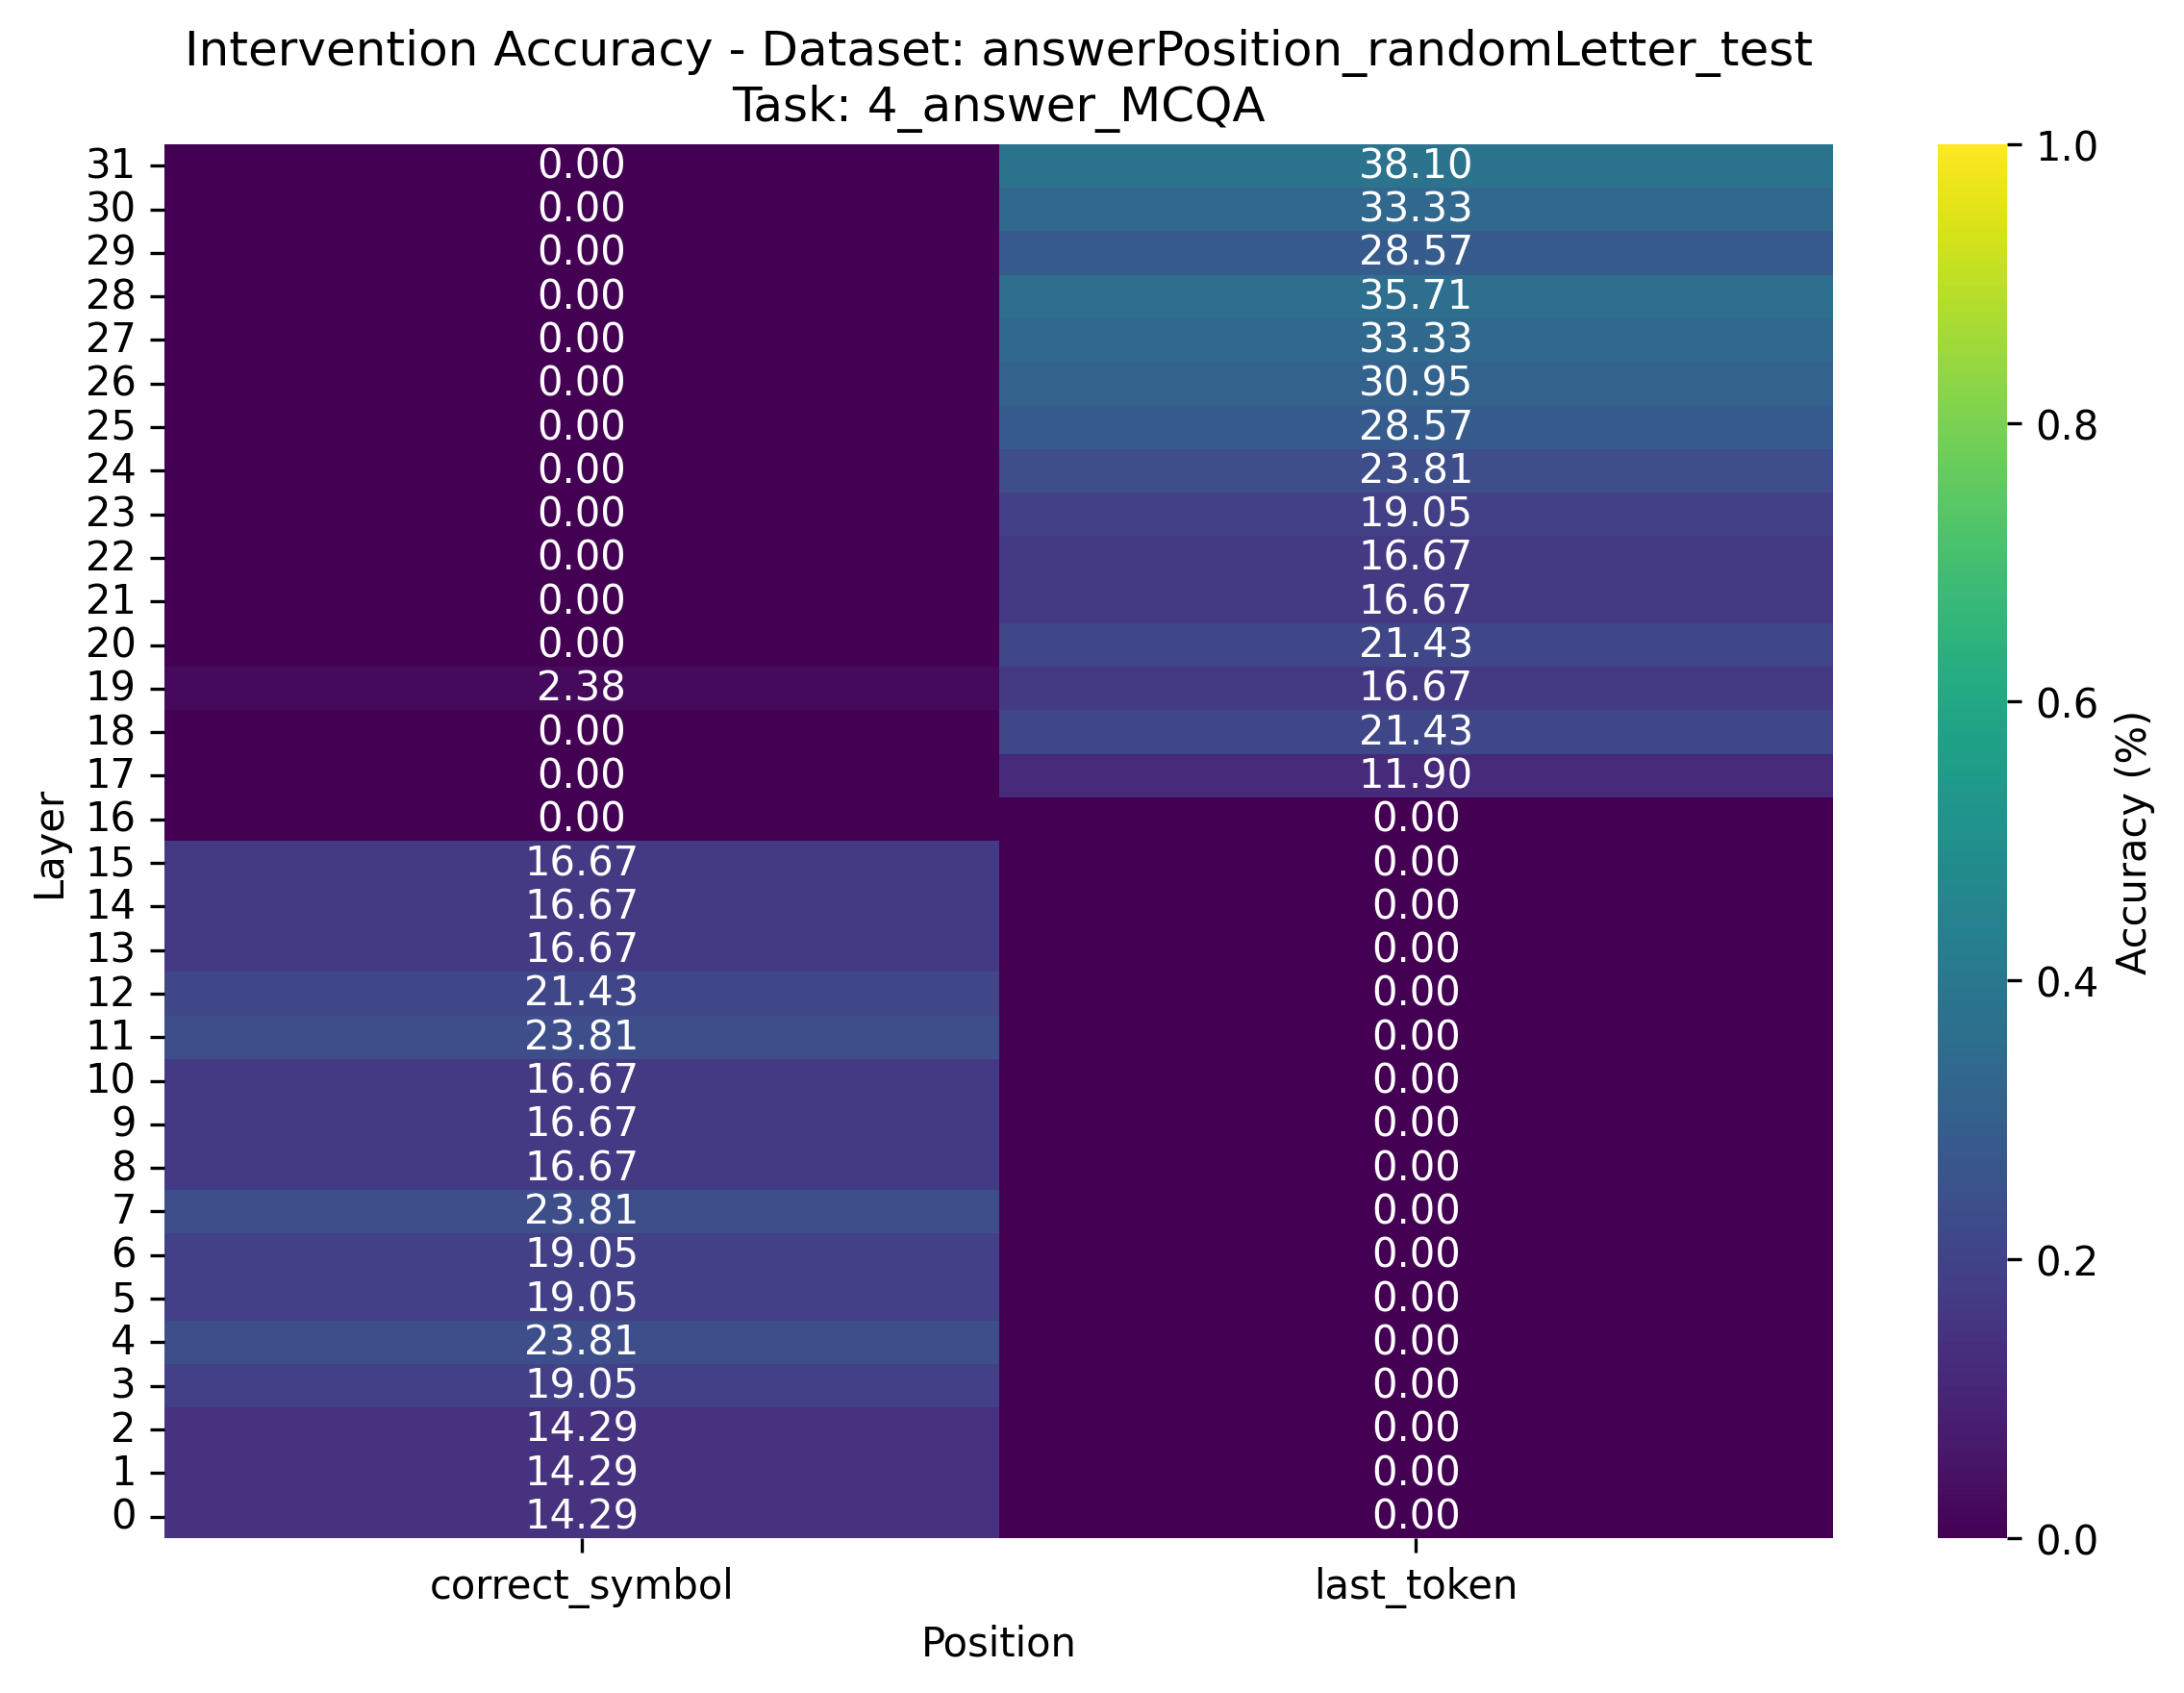 Intervention Accuracy - Dataset: answerPosition_randomLetter_test
Task: 4_answer_MCQA
31 0.00 38.10
30 0.00 33.33
29 0.00 28.57
28 0.00 35.71
27 0.00 33.33
26 0.00 30.95
25 0.00 28.57
24 0.00 23.81
23 0.00 19.05
22 0.00 16.67
21 0.00 16.67
20 0.00 21.43
19 2.38 16.67
18 0.00 21.43
17 0.00 11.90
16 0.00 0.00
15 16.67 0.00
14 16.67 0.00
13 16.67 0.00
12 21.43 0.00
11 23.81 0.00
10 16.67 0.00
9 16.67 0.00
8 16.67 0.00
7 23.81 0.00
6 19.05 0.00
5 19.05 0.00
4 23.81 0.00
3 19.05 0.00
2 14.29 0.00
1 14.29 0.00
0 14.29 0.00
Layer
correct_symbol last_token
Position
1.0
0.8
0.6
0.4
0.2
0.0
Accuracy (%)